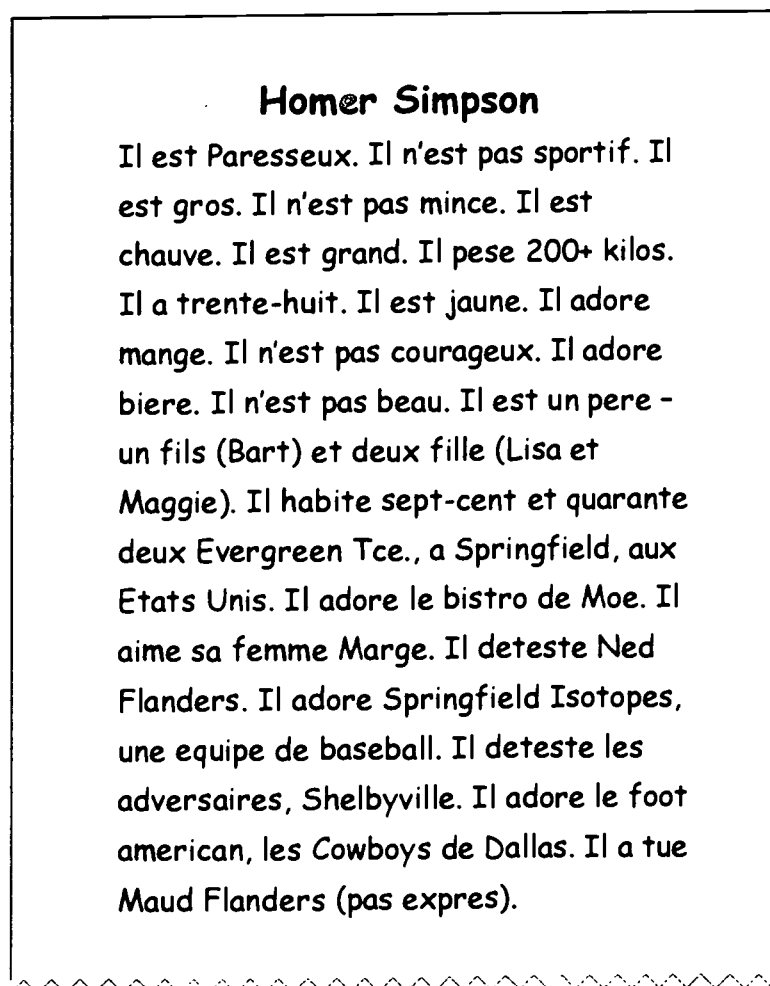 Homer Simpson
Il est Paresseux. Il n'est pas sportif. Il
est gros. Il n'est pas mince. Il est
chauve. Il est grand. Il pese 200+ kilos.
Il a trente-huit. Il est jaune. Il adore
mange. Il n'est pas courageux. Il adore
biere. Il n'est pas beau. Il est un pere -
un fils (Bart) et deux fille (Lisa et
Maggie). Il habite sept-cent et quarante
deux Evergreen Tce., a Springfield, aux
Etats Unis. Il adore le bistro de Moe. Il
aime sa femme Marge. Il deteste Ned
Flanders. Il adore Springfield Isotopes,
une equipe de baseball. Il deteste les
adversaires, Shelbyville. Il adore le foot
american, les Cowboys de Dallas. Il a tue
Maud Flanders (pas expres).